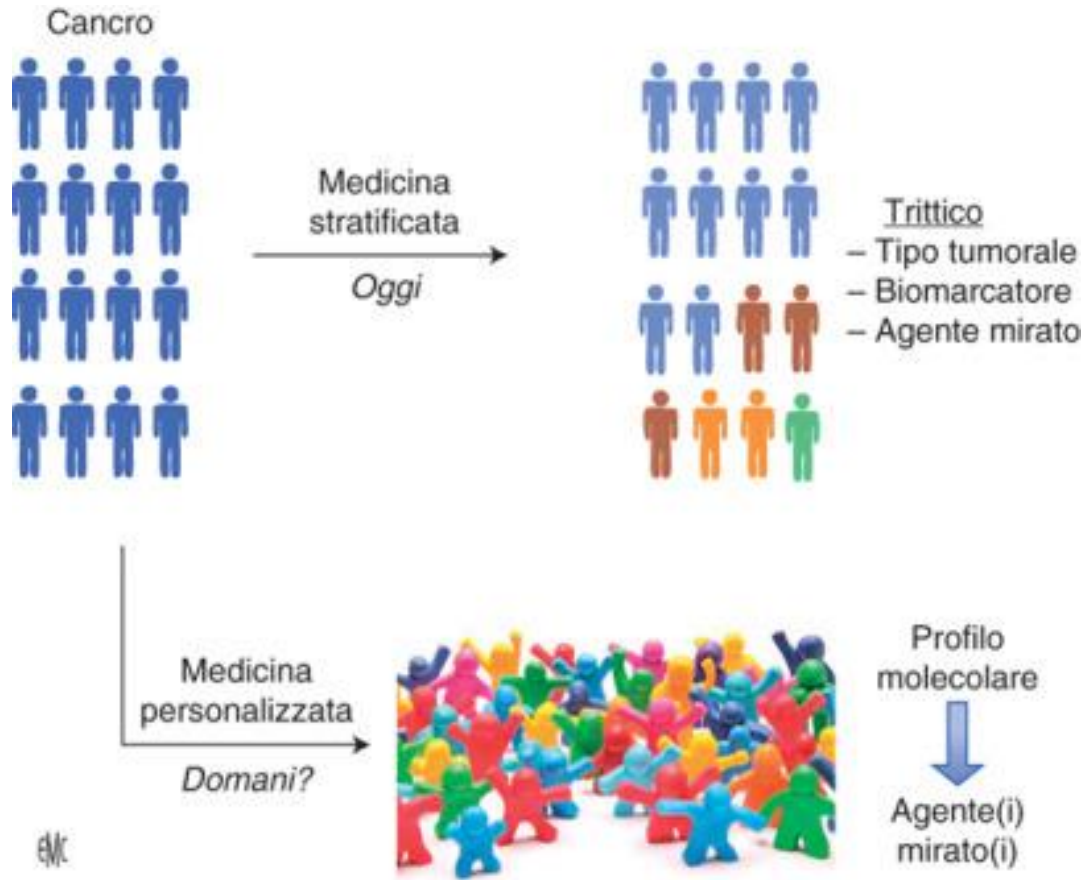 Cancro
Medicina
stratificata
Oggi
Trittico
– Tipo tumorale
– Biomarcatore
– Agente mirato
Medicina
personalizzata
Domani?
Profilo
molecolare
Agente(i)
mirato(i)
EMC